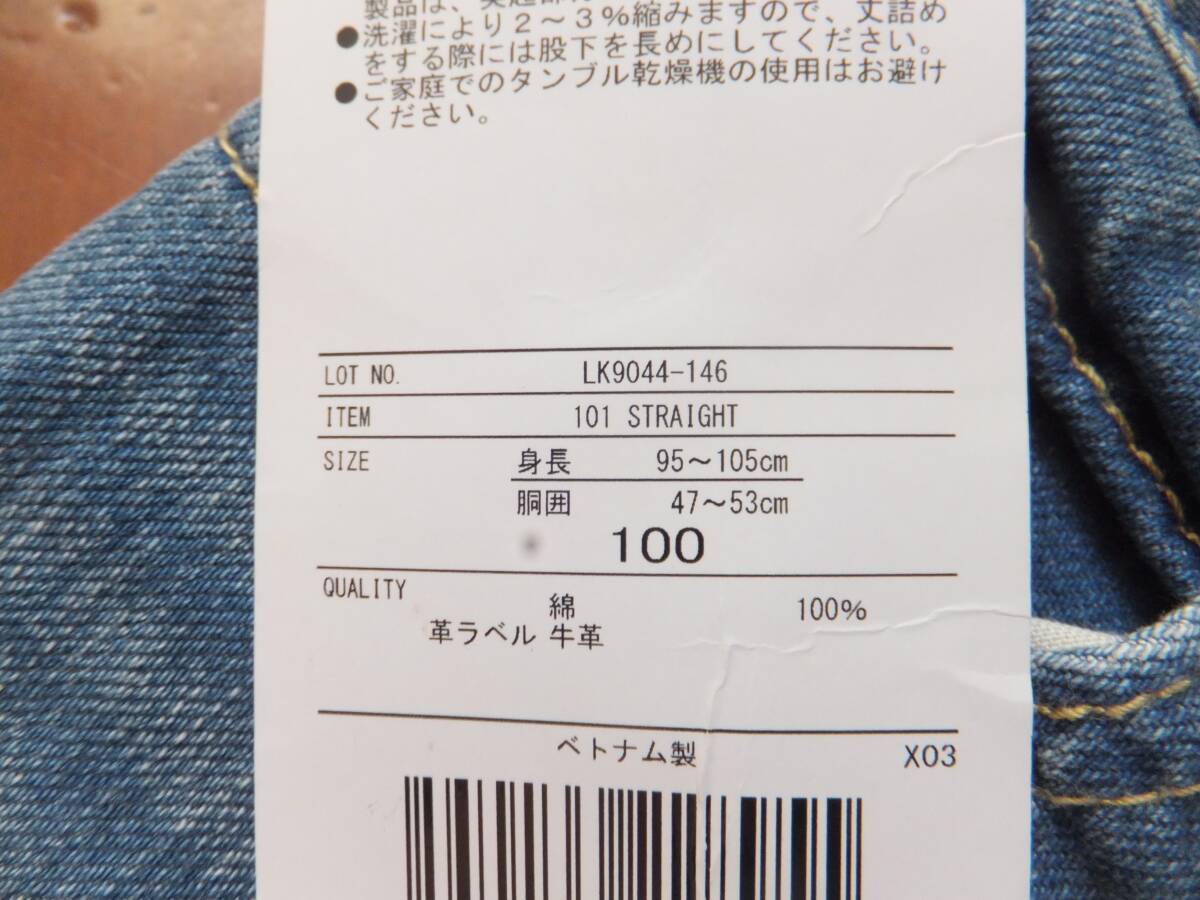 製品は、
●洗濯により2～3%縮みますので、丈詰め
をする際には股下を長めにしてください。
●ご家庭でのタンブル乾燥機の使用はお避け
ください。
LOT NO. LK9044-146
ITEM 101 STRAIGHT
SIZE 身長 95～105cm
胴囲 47～53cm
100
QUALITY 綿 100%
革ラベル 牛革
ベトナム製 X03